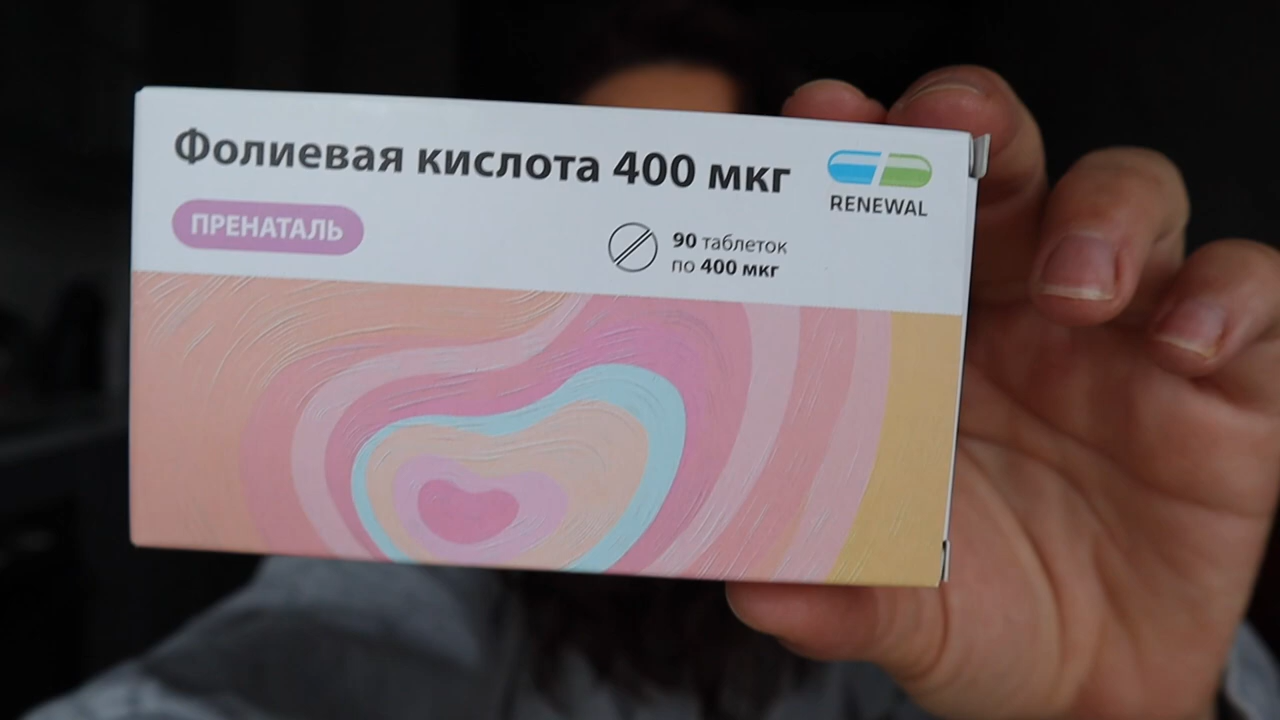 Фолиевая кислота 400 мкг
RENEWAL
ПРЕНАТАЛЬ
90 таблеток
по 400 мкг